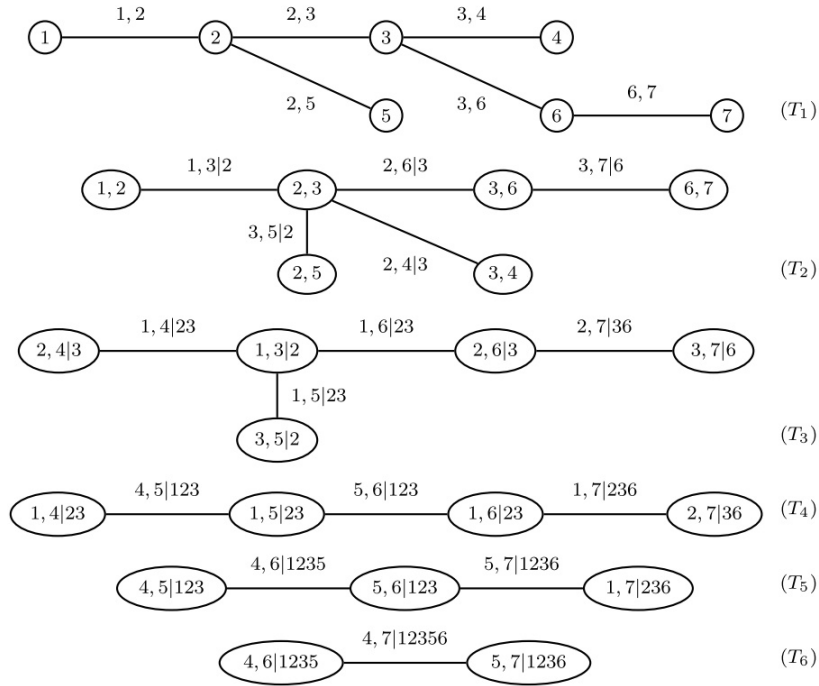 1,2 2,3 3,4
1 2 3 4
2,5 3,6 6,7
5 6 7 (T1)
1,3|2 2,6|3 3,7|6
1,2 2,3 3,6 6,7
3,5|2 2,4|3
2,5 3,4 (T2)
1,4|23 1,6|23 2,7|36
2,4|3 1,3|2 2,6|3 3,7|6
1,5|23
3,5|2 (T3)
4,5|123 5,6|123 1,7|236
1,4|23 1,5|23 1,6|23 2,7|36 (T4)
4,6|1235 5,7|1236
4,5|123 5,6|123 1,7|236 (T5)
4,7|12356
4,6|1235 5,7|1236 (T6)